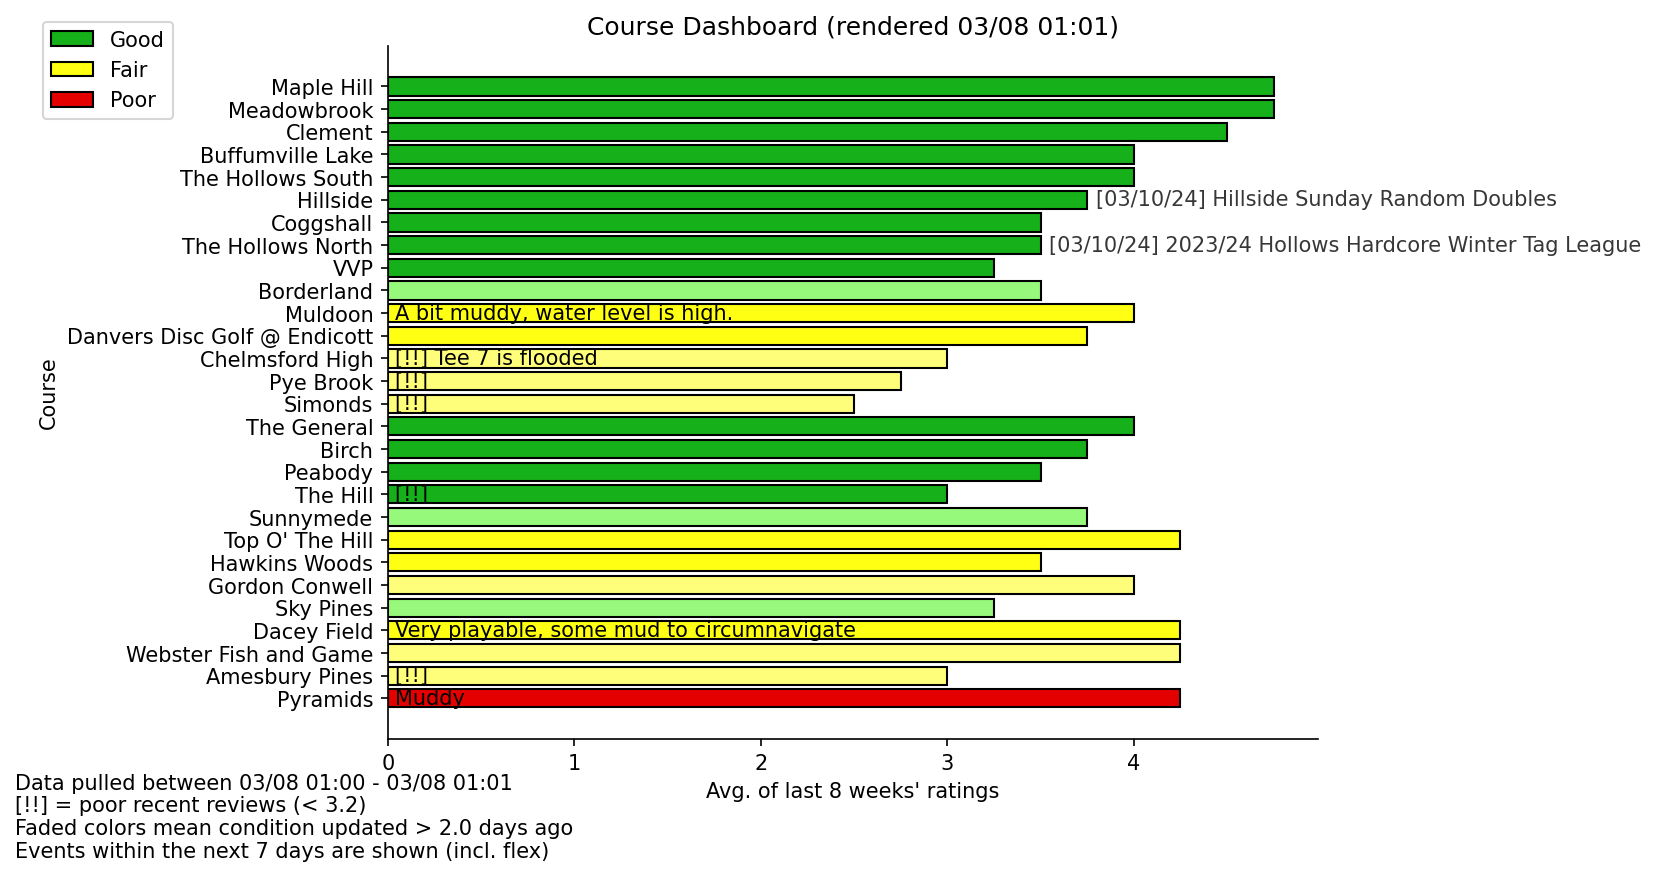 Course Dashboard (rendered 03/08 01:01)
Good
Fair
Poor
Maple Hill
Meadowbrook
Clement
Buffumville Lake
The Hollows South
Hillside [03/10/24] Hillside Sunday Random Doubles
Coggshall
The Hollows North [03/10/24] 2023/24 Hollows Hardcore Winter Tag League
VVP
Borderland
Muldoon A bit muddy, water level is high.
Danvers Disc Golf @ Endicott
Chelmsford High [!!] Tee 7 is flooded
Pye Brook [!!]
Simonds [!!]
The General
Birch
Peabody
The Hill [!!]
Sunnymede
Top O' The Hill
Hawkins Woods
Gordon Conwell
Sky Pines
Dacey Field Very playable, some mud to circumnavigate
Webster Fish and Game
Amesbury Pines [!!]
Pyramids Muddy
Course
0 1 2 3 4
Avg. of last 8 weeks' ratings
Data pulled between 03/08 01:00 - 03/08 01:01
[!!] = poor recent reviews (< 3.2)
Faded colors mean condition updated > 2.0 days ago
Events within the next 7 days are shown (incl. flex)